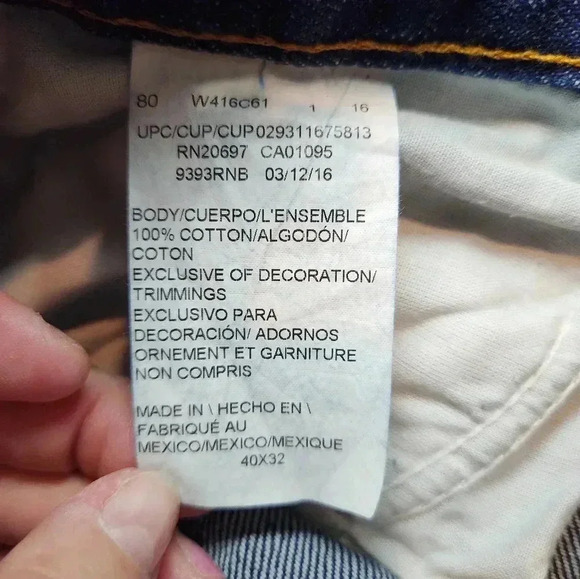 80 W416C61 1 16
UPC/CUP/CUP029311675813
RN20697 CA01095
9393RNB 03/12/16
BODY/CUERPO/L'ENSEMBLE
100% COTTON/ALGODÓN/
COTON
EXCLUSIVE OF DECORATION/
TRIMMINGS
EXCLUSIVO PARA
DECORACIÓN/ ADORNOS
ORNEMENT ET GARNITURE
NON COMPRIS
MADE IN \ HECHO EN \
FABRIQUÉ AU
MEXICO/MEXICO/MEXIQUE
40X32